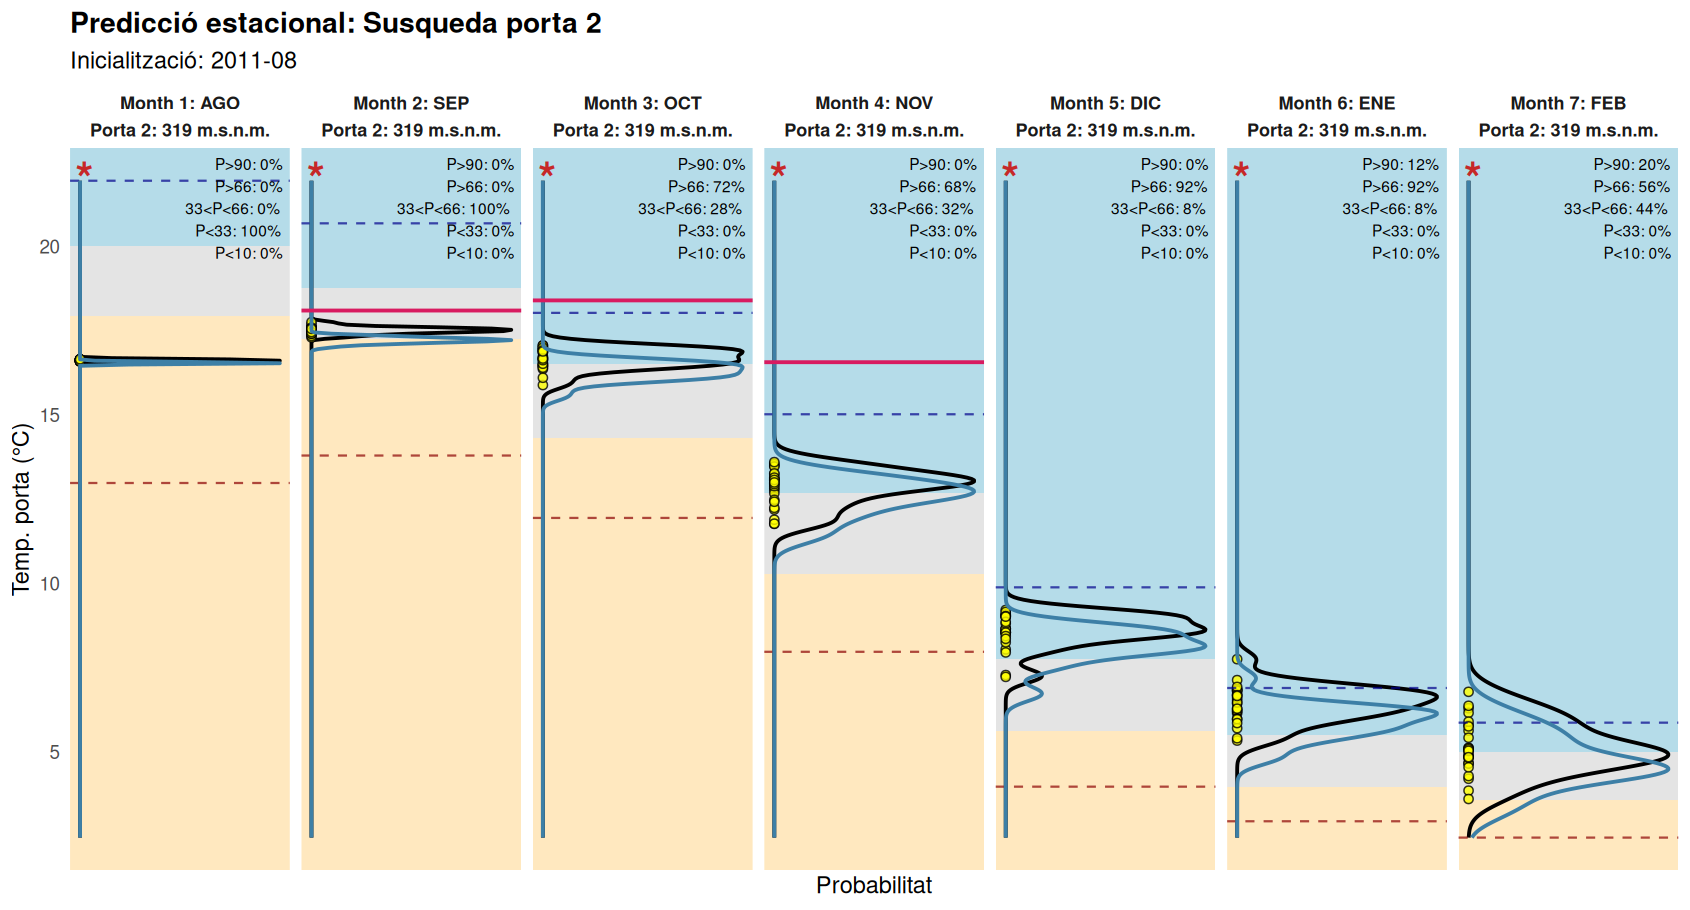 Predicció estacional: Susqueda porta 2
Inicialització: 2011-08
Month 1: AGO
Porta 2: 319 m.s.n.m.
Month 2: SEP
Porta 2: 319 m.s.n.m.
Month 3: OCT
Porta 2: 319 m.s.n.m.
Month 4: NOV
Porta 2: 319 m.s.n.m.
Month 5: DIC
Porta 2: 319 m.s.n.m.
Month 6: ENE
Porta 2: 319 m.s.n.m.
Month 7: FEB
Porta 2: 319 m.s.n.m.
*
P>90: 0%
P>66: 0%
33<P<66: 0%
P<33: 100%
P<10: 0%
*
P>90: 0%
P>66: 0%
33<P<66: 100%
P<33: 0%
P<10: 0%
*
P>90: 0%
P>66: 72%
33<P<66: 28%
P<33: 0%
P<10: 0%
*
P>90: 0%
P>66: 68%
33<P<66: 32%
P<33: 0%
P<10: 0%
*
P>90: 0%
P>66: 92%
33<P<66: 8%
P<33: 0%
P<10: 0%
*
P>90: 12%
P>66: 92%
33<P<66: 8%
P<33: 0%
P<10: 0%
*
P>90: 20%
P>66: 56%
33<P<66: 44%
P<33: 0%
P<10: 0%
20
15
10
5
Temp. porta (°C)
Probabilitat